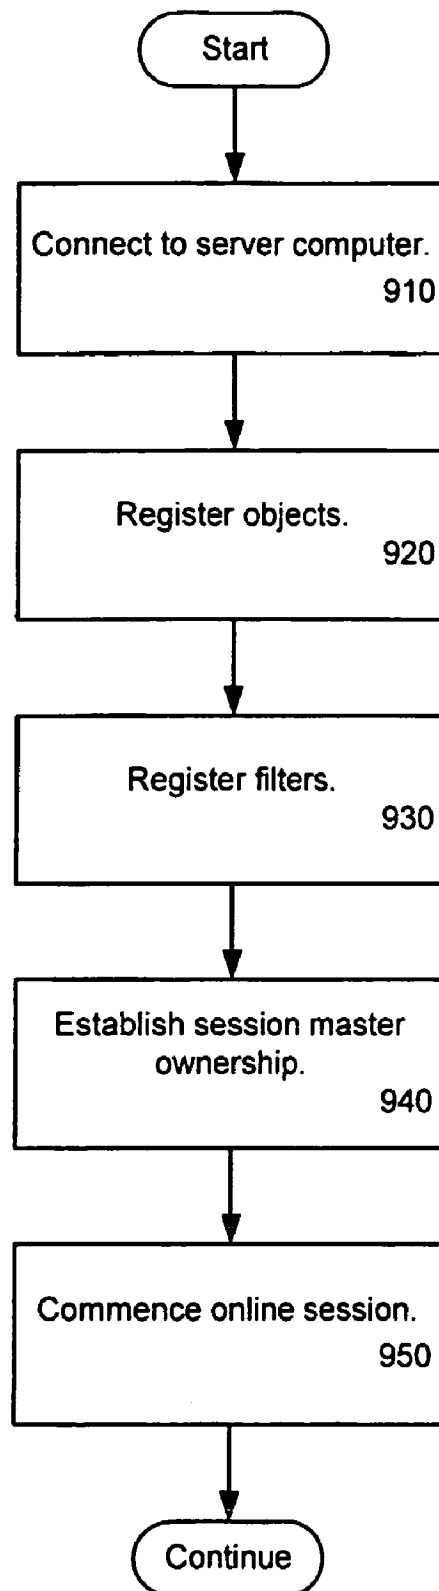 Start
Connect to server computer.
910
Register objects.
920
Register filters.
930
Establish session master
ownership.
940
Commence online session.
950
Continue